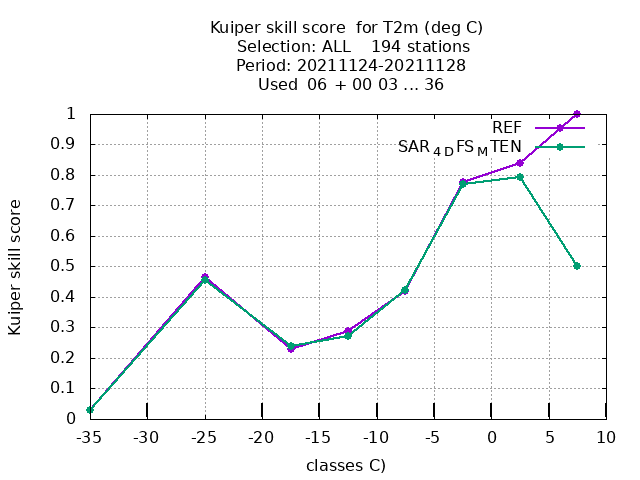 Kuiper skill score for T2m (deg C)
Selection: ALL 194 stations
Period: 20211124-20211128
Used 06 + 00 03 ... 36
REF
SAR4DFSMTEN
Kuiper skill score
1
0.9
0.8
0.7
0.6
0.5
0.4
0.3
0.2
0.1
0
-35 -30 -25 -20 -15 -10 -5 0 5 10
classes C)